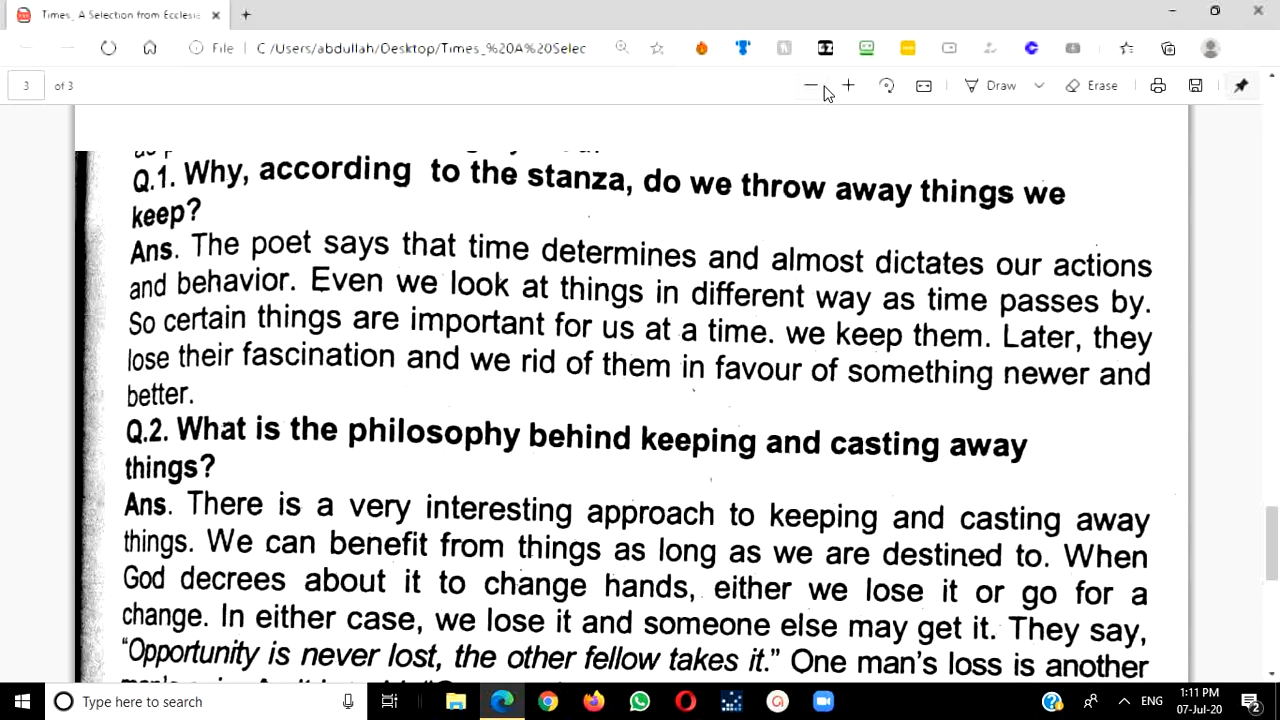 Times_ A Selection from Ecclesia
File
C:/Users/abdullah/Desktop/Times_%20A%20Selec
3 of 3
Draw
Erase
Q.1. Why, according to the stanza, do we throw away things we
keep?
Ans. The poet says that time determines and almost dictates our actions
and behavior. Even we look at things in different way as time passes by.
So certain things are important for us at a time. we keep them. Later, they
lose their fascination and we rid of them in favour of something newer and
better.
Q.2. What is the philosophy behind keeping and casting away
things?
Ans. There is a very interesting approach to keeping and casting away
things. We can benefit from things as long as we are destined to. When
God decrees about it to change hands, either we lose it or go for a
change. In either case, we lose it and someone else may get it. They say,
“Opportunity is never lost, the other fellow takes it.” One man's loss is another
Type here to search
ENG
1:11 PM
07-Jul-20
2